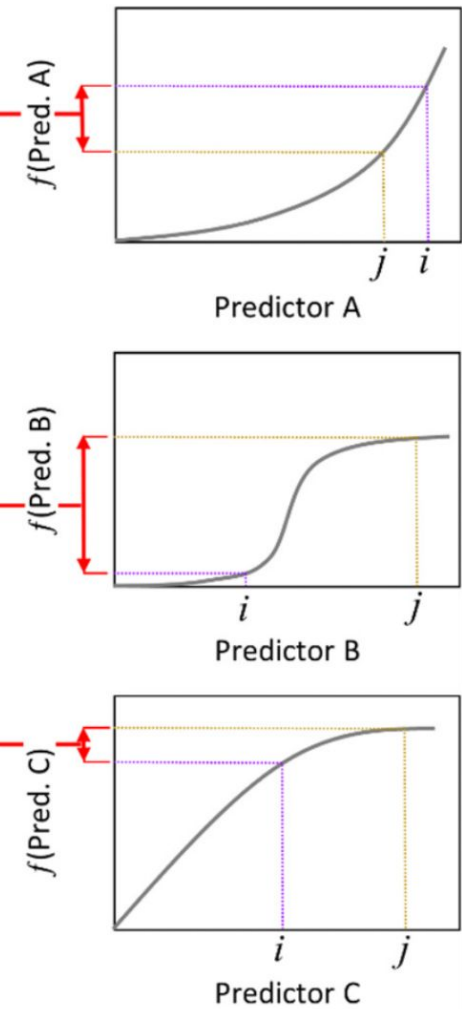 f(Pred. A)
j i
Predictor A
f(Pred. B)
i j
Predictor B
f(Pred. C)
i j
Predictor C